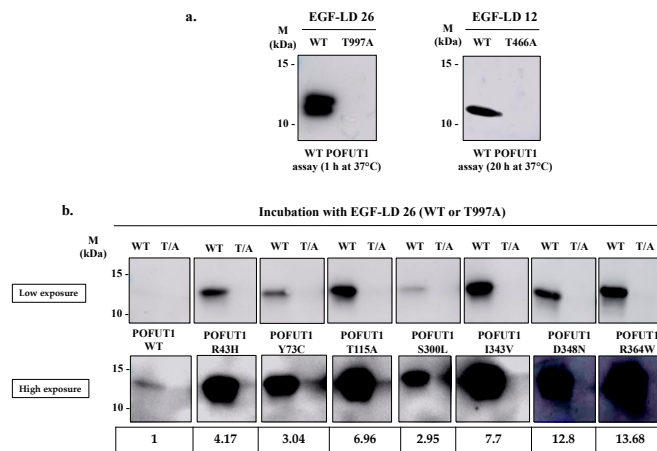 a.
EGF-LD 26
EGF-LD 12
M
(kDa)
WT T997A
M
(kDa)
WT T466A
15 -
10 -
15 -
10 -
WT POFUT1
assay (1 h at 37°C)
WT POFUT1
assay (20 h at 37°C)
b.
Incubation with EGF-LD 26 (WT or T997A)
M
(kDa)
WT T/A WT T/A WT T/A WT T/A WT T/A WT T/A WT T/A WT T/A
Low exposure
15 -
10 -
POFUT1
WT
POFUT1
R43H
POFUT1
Y73C
POFUT1
T115A
POFUT1
S300L
POFUT1
I343V
POFUT1
D348N
POFUT1
R364W
High exposure
15 -
10 -
1 4.17 3.04 6.96 2.95 7.7 12.8 13.68